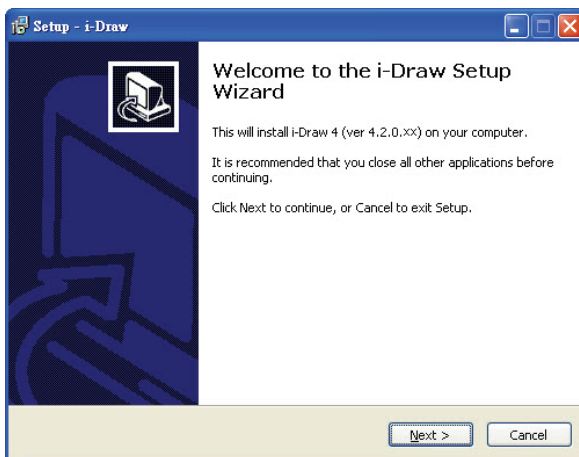 Setup - i-Draw
Welcome to the i-Draw Setup
Wizard
This will install i-Draw 4 (ver 4.2.0.xx) on your computer.
It is recommended that you close all other applications before
continuing.
Click Next to continue, or Cancel to exit Setup.
Next > Cancel